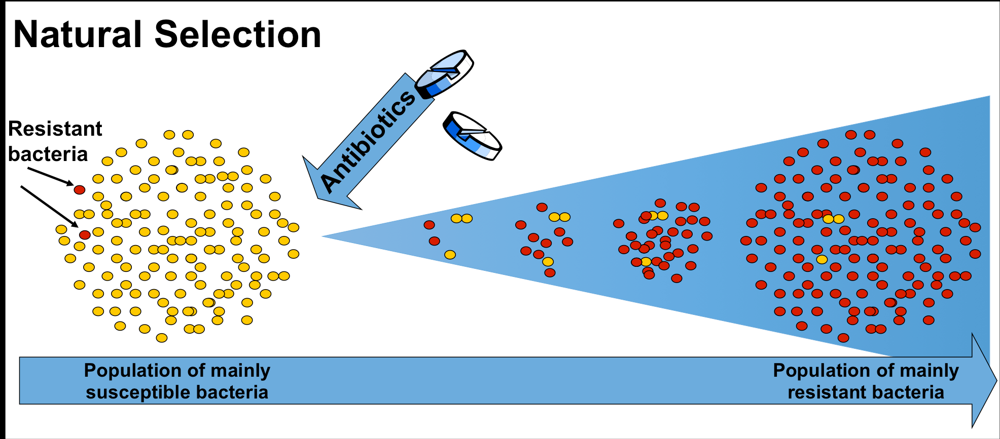 Natural Selection
Antibiotics
Resistant
bacteria
Population of mainly
susceptible bacteria
Population of mainly
resistant bacteria